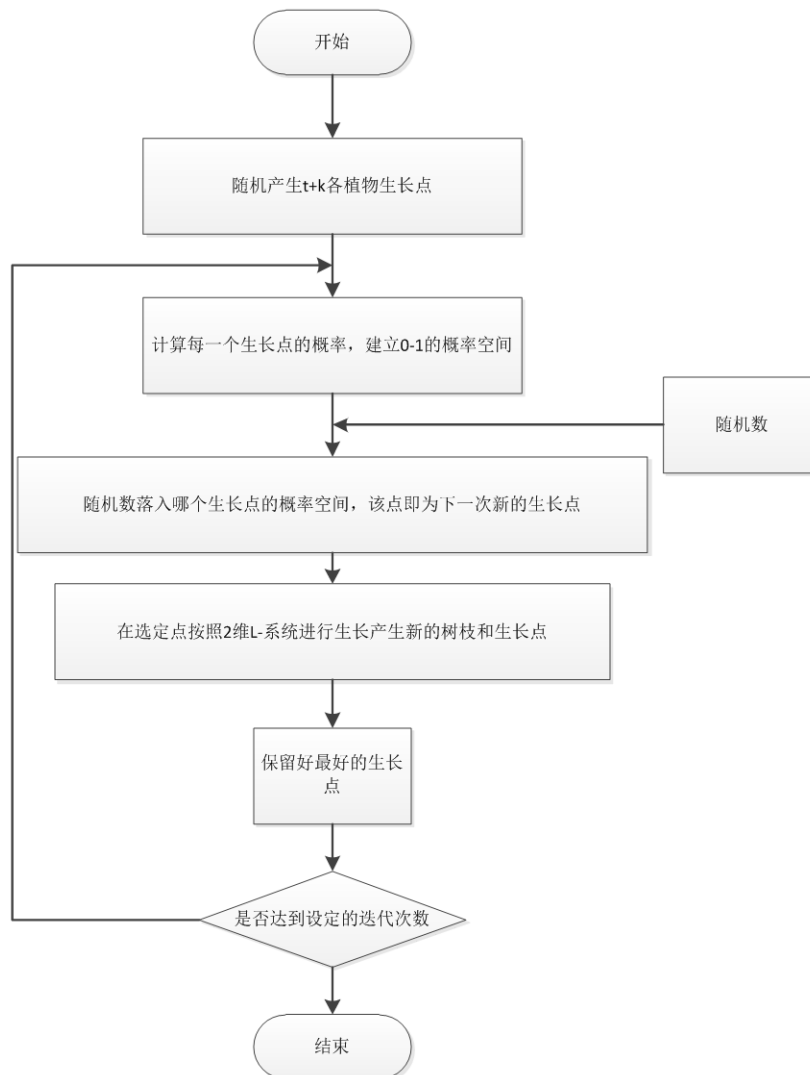 开始
随机产生t+k各植物生长点
计算每一个生长点的概率，建立0-1的概率空间
随机数
随机数落入哪个生长点的概率空间，该点即为下一次新的生长点
在选定点按照2维L-系统进行生长产生新的树枝和生长点
保留好最好的生长
点
是否达到设定的迭代次数
结束